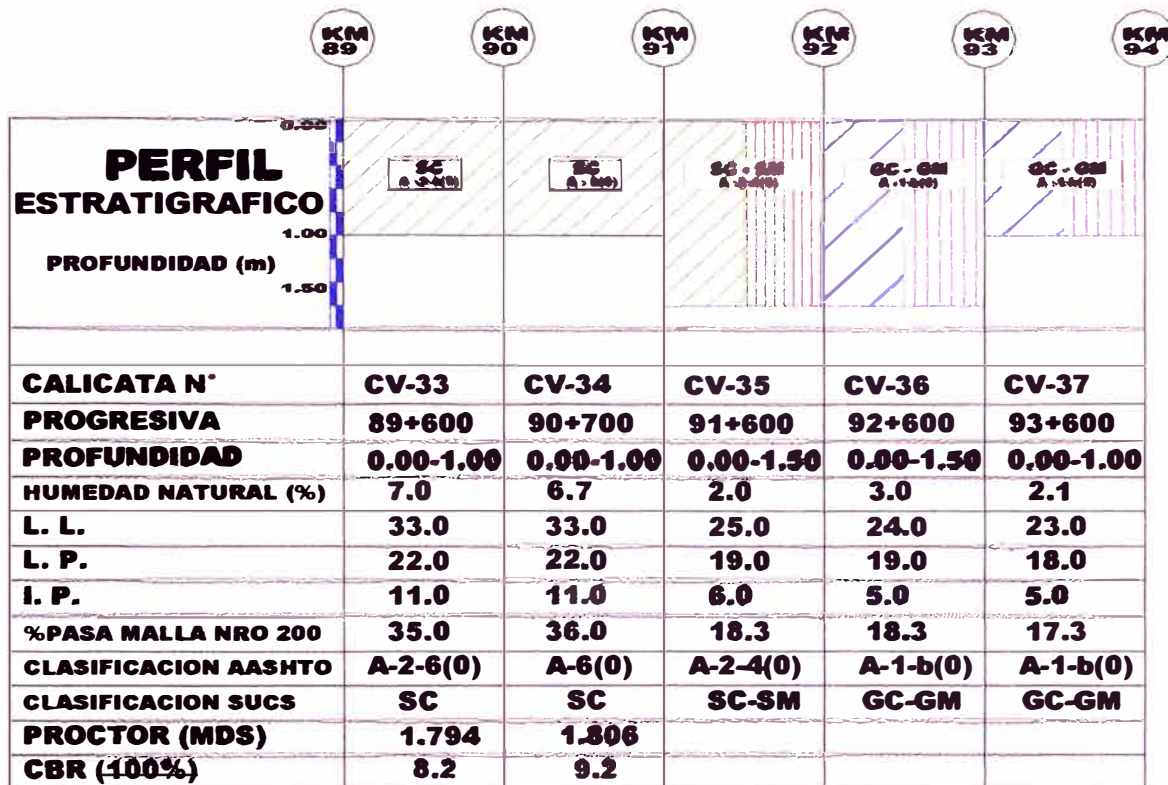 KM 89 KM 90 KM 91 KM 92 KM 93 KM 94
0.00
PERFIL
ESTRATIGRAFICO
1.00
PROFUNDIDAD (m)
1.50
SC SC SC - SM GC - GM GC - GM
CALICATA N° CV-33 CV-34 CV-35 CV-36 CV-37
PROGRESIVA 89+600 90+700 91+600 92+600 93+600
PROFUNDIDAD 0.00-1.00 0.00-1.00 0.00-1.50 0.00-1.50 0.00-1.00
HUMEDAD NATURAL (%) 7.0 6.7 2.0 3.0 2.1
L. L. 33.0 33.0 25.0 24.0 23.0
L. P. 22.0 22.0 19.0 19.0 18.0
I. P. 11.0 11.0 6.0 5.0 5.0
%PASA MALLA NRO 200 35.0 36.0 18.3 18.3 17.3
CLASIFICACION AASHTO A-2-6(0) A-6(0) A-2-4(0) A-1-b(0) A-1-b(0)
CLASIFICACION SUCS SC SC SC-SM GC-GM GC-GM
PROCTOR (MDS) 1.794 1.806
CBR (100%) 8.2 9.2